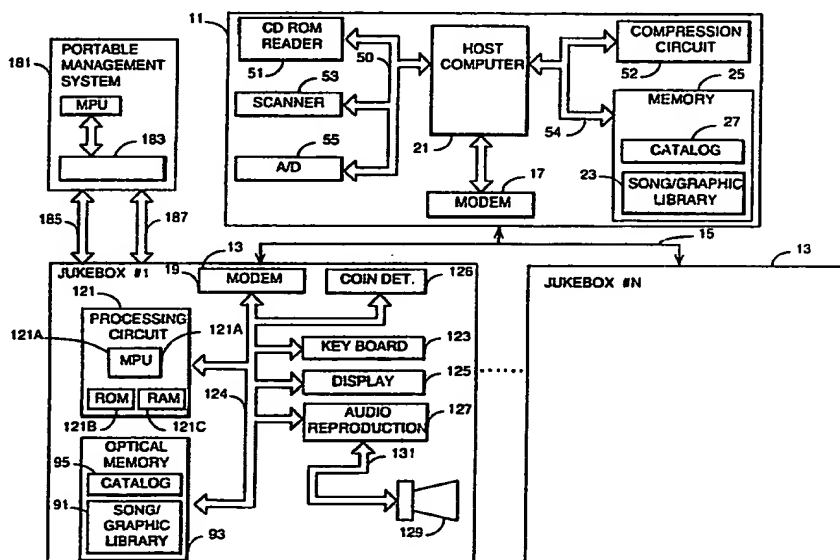 11
CD ROM
READER
51
50
53
SCANNER
55
A/D
HOST
COMPUTER
21
17
MODEM
COMPRESSION
CIRCUIT
52
25
MEMORY
54
27
CATALOG
23
SONG/GRAPHIC
LIBRARY
181
PORTABLE
MANAGEMENT
SYSTEM
MPU
183
185
187
15
13
JUKEBOX #1
19
13
MODEM
COIN DET.
126
121
PROCESSING
CIRCUIT
121A
121A
MPU
ROM
RAM
121B
121C
124
KEY BOARD
123
DISPLAY
125
AUDIO
REPRODUCTION
127
131
129
OPTICAL
MEMORY
95
CATALOG
91
SONG/
GRAPHIC
LIBRARY
93
JUKEBOX #N